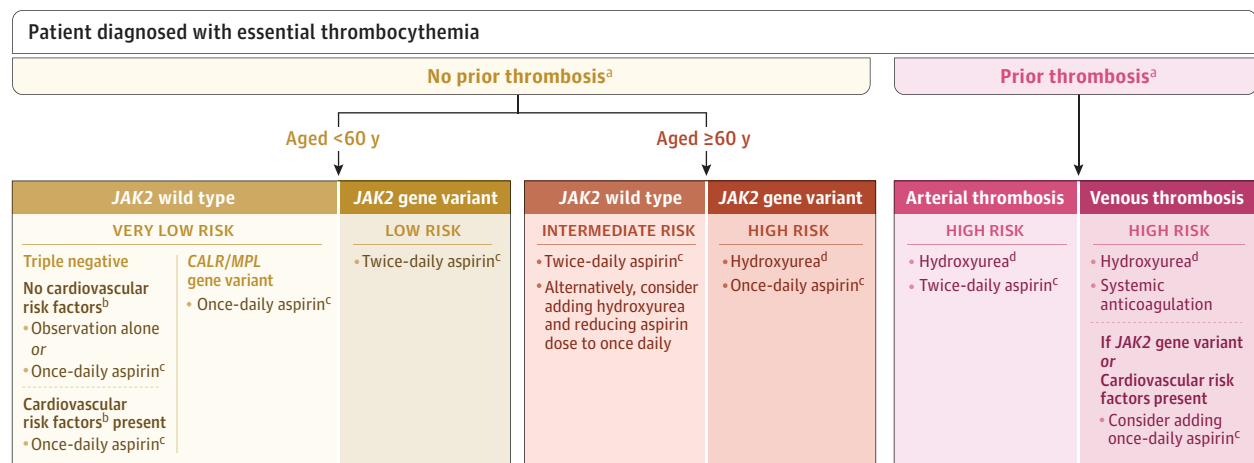 Patient diagnosed with essential thrombocythemia
No prior thrombosisᵃ
Prior thrombosisᵃ
Aged <60 y
Aged ≥60 y
JAK2 wild type
VERY LOW RISK
Triple negative
No cardiovascular
risk factorsᵇ
• Observation alone
or
• Once-daily aspirinᶜ
Cardiovascular
risk factorsᵇ present
• Once-daily aspirinᶜ
CALR/MPL
gene variant
• Once-daily aspirinᶜ
JAK2 gene variant
LOW RISK
• Twice-daily aspirinᶜ
JAK2 wild type
INTERMEDIATE RISK
• Twice-daily aspirinᶜ
• Alternatively, consider
adding hydroxyurea
and reducing aspirin
dose to once daily
JAK2 gene variant
HIGH RISK
• Hydroxyureaᵈ
• Once-daily aspirinᶜ
Arterial thrombosis
HIGH RISK
• Hydroxyureaᵈ
• Twice-daily aspirinᶜ
Venous thrombosis
HIGH RISK
• Hydroxyureaᵈ
• Systemic
anticoagulation
If JAK2 gene variant
or
Cardiovascular risk
factors present
• Consider adding
once-daily aspirinᶜ